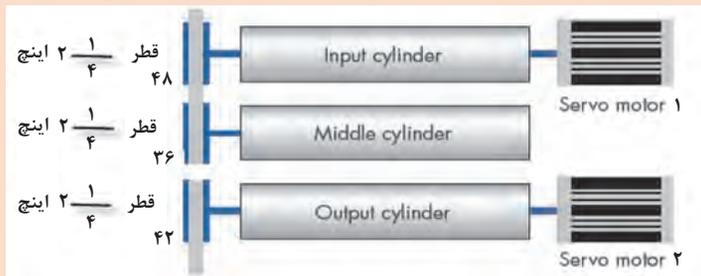 قطر ۲ ۱/۴ اینچ
۴۸
Input cylinder
Servo motor ۱
قطر ۲ ۱/۴ اینچ
۳۶
Middle cylinder
قطر ۲ ۱/۴ اینچ
۴۲
Output cylinder
Servo motor ۲